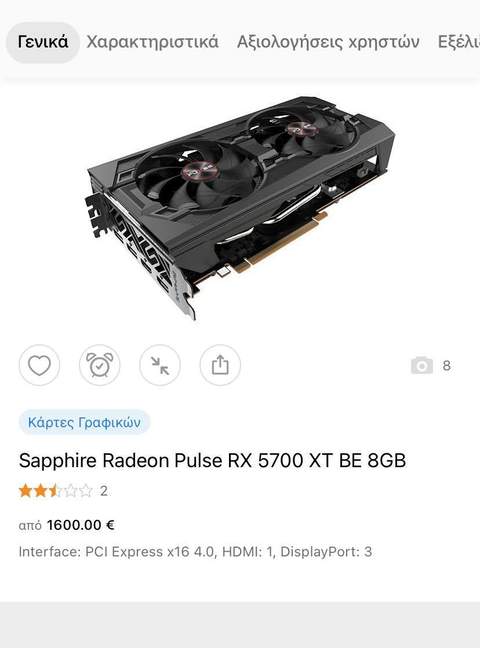 Γενικά Χαρακτηριστικά Αξιολογήσεις χρηστών Εξέλι
8
Κάρτες Γραφικών
Sapphire Radeon Pulse RX 5700 XT BE 8GB
2
από 1600.00 €
Interface: PCI Express x16 4.0, HDMI: 1, DisplayPort: 3